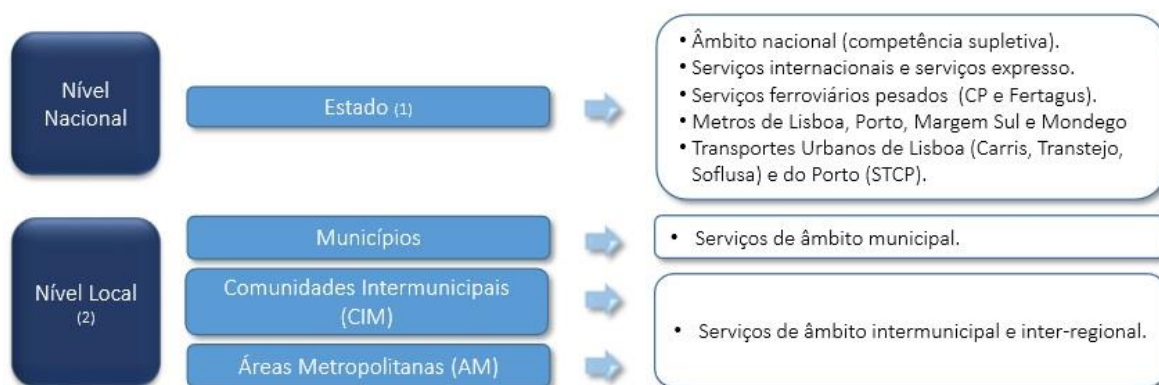 Nível
Nacional
Estado (1)
• Âmbito nacional (competência supletiva).
• Serviços internacionais e serviços expresso.
• Serviços ferroviários pesados (CP e Fertagus).
• Metros de Lisboa, Porto, Margem Sul e Mondego
• Transportes Urbanos de Lisboa (Carris, Transtejo,
Soflusa) e do Porto (STCP).
Nível Local
(2)
Municípios
• Serviços de âmbito municipal.
Comunidades Intermunicipais
(CIM)
Áreas Metropolitanas (AM)
• Serviços de âmbito intermunicipal e inter-regional.